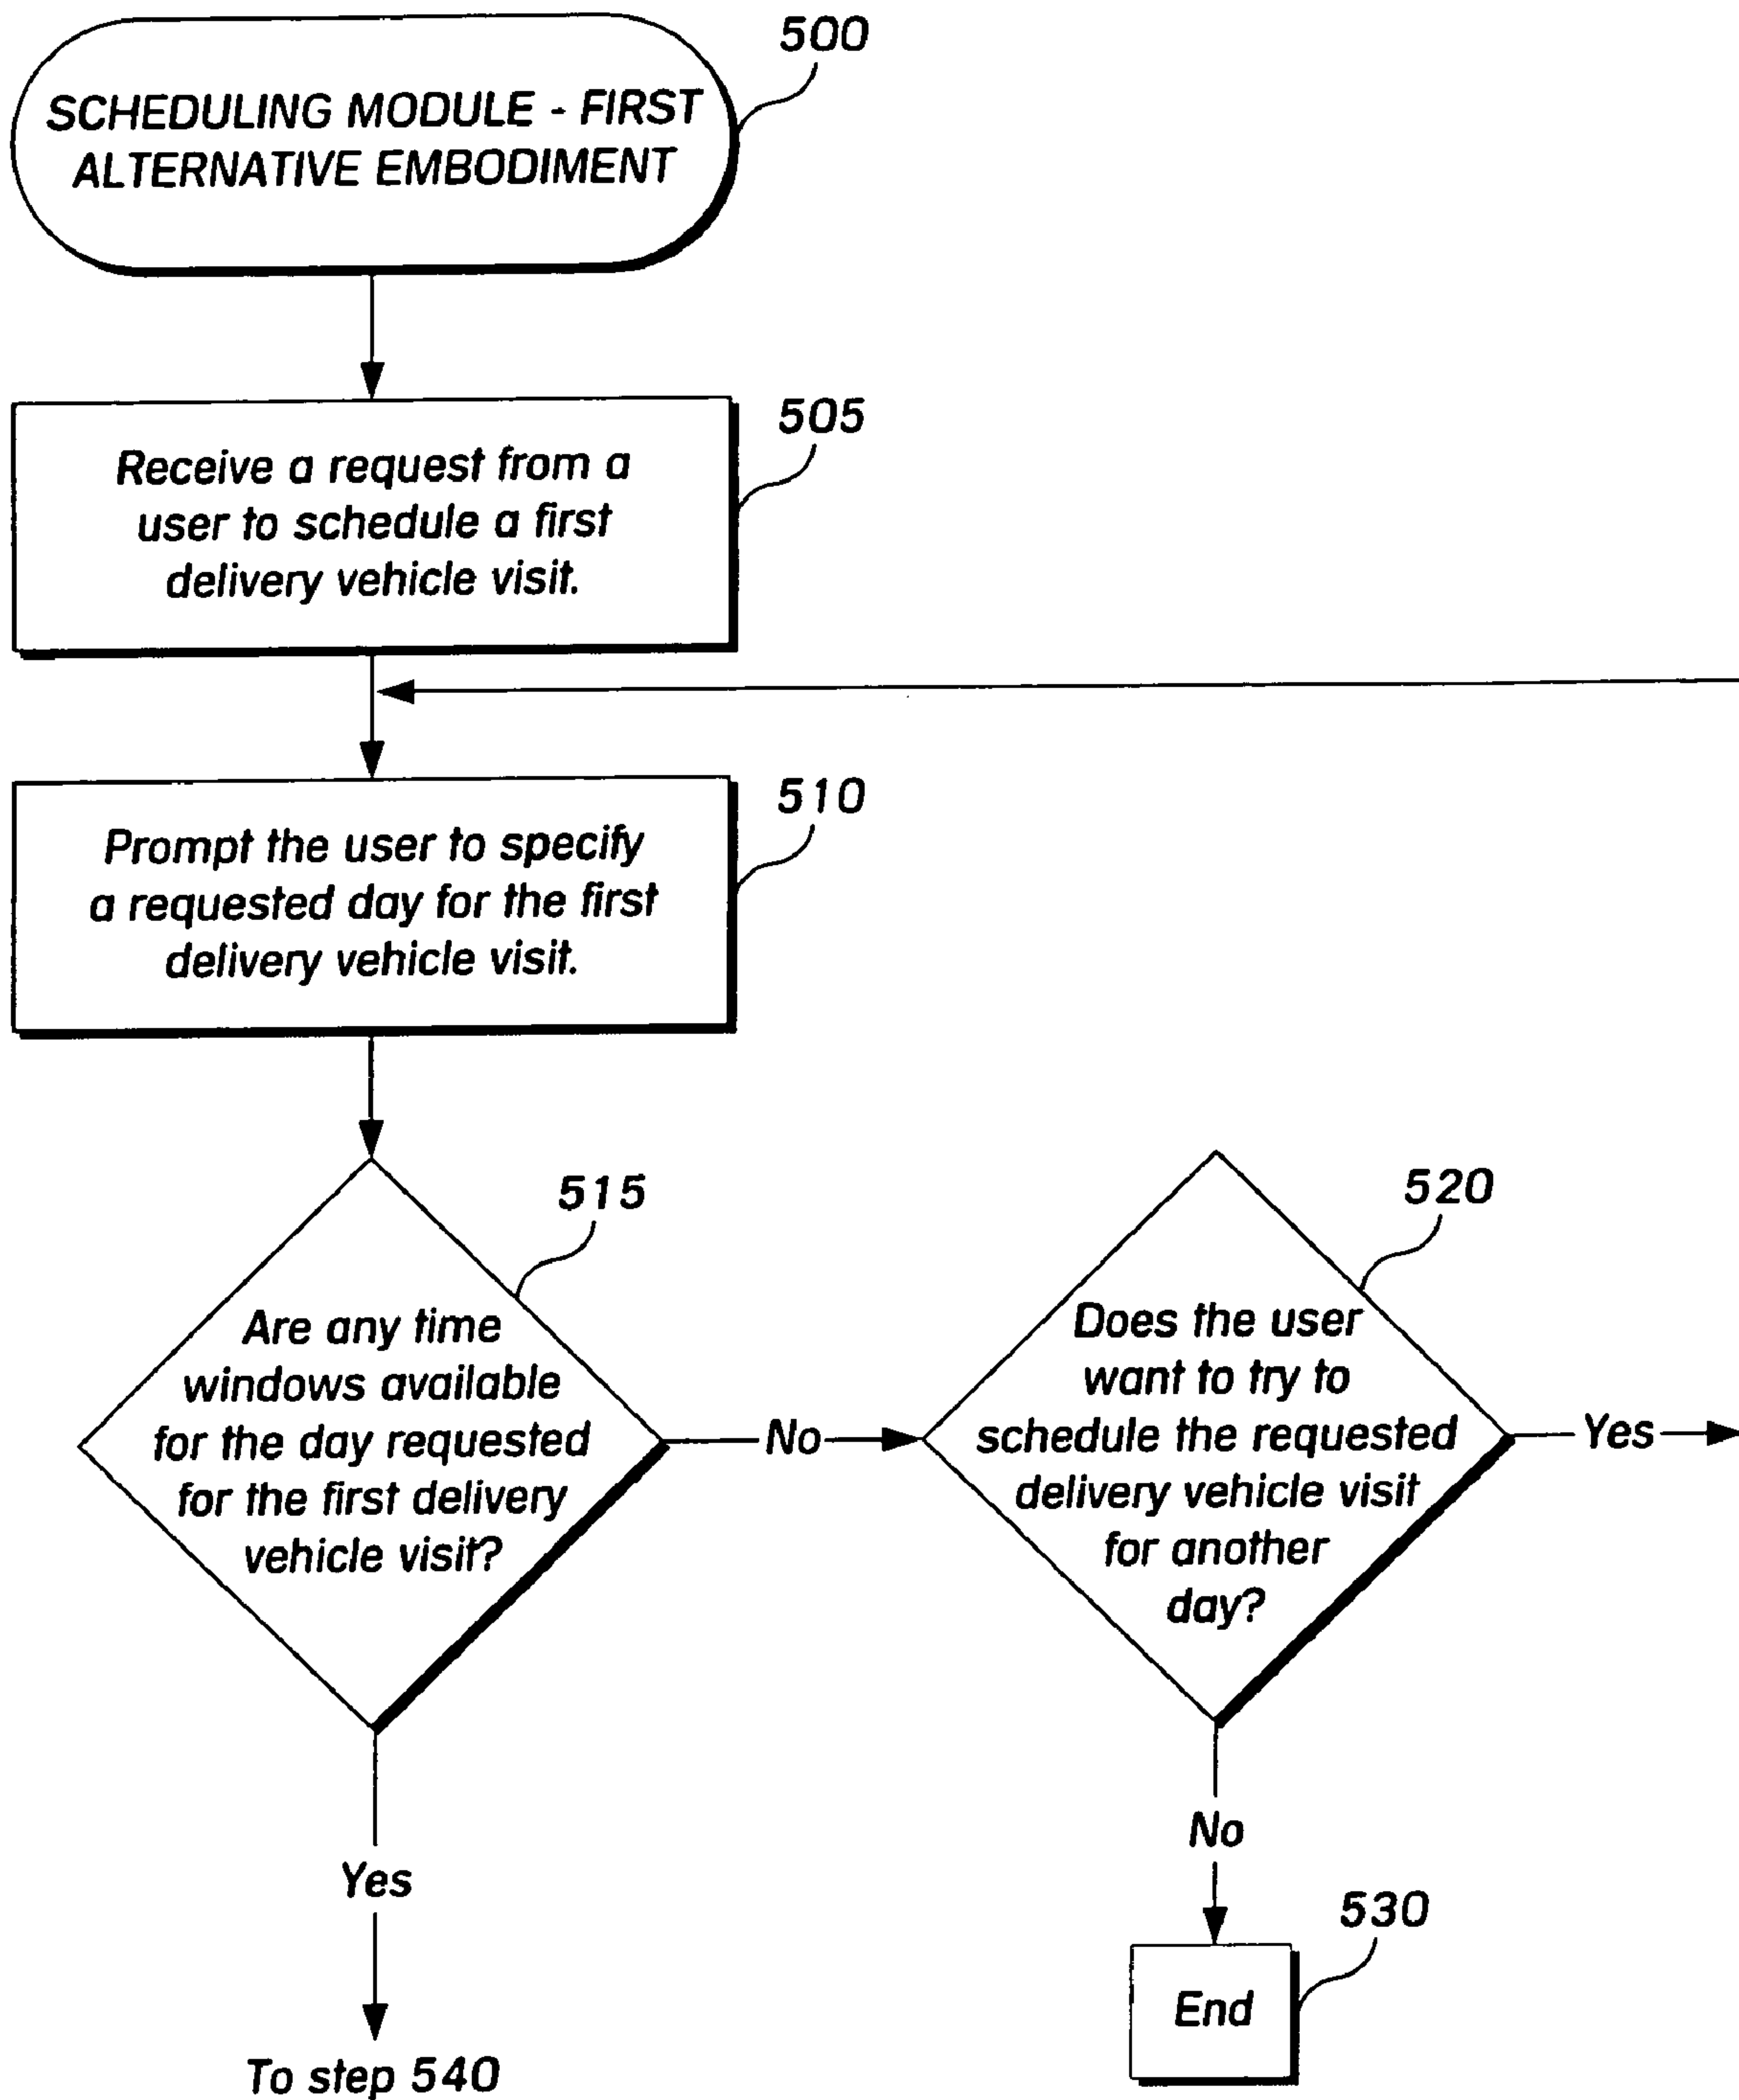 500
SCHEDULING MODULE - FIRST
ALTERNATIVE EMBODIMENT
505
Receive a request from a
user to schedule a first
delivery vehicle visit.
510
Prompt the user to specify
a requested day for the first
delivery vehicle visit.
515
Are any time
windows available
for the day requested
for the first delivery
vehicle visit?
No
520
Does the user
want to try to
schedule the requested
delivery vehicle visit
for another
day?
Yes
No
530
End
Yes
To step 540